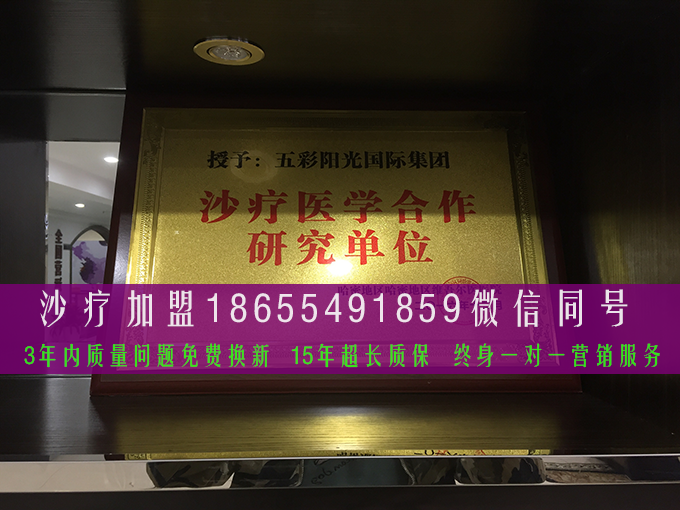 授予：五彩阳光国际集团
沙疗医学合作
研究单位
沙疗加盟18655491859微信同号
3年内质量问题免费换新 15年超长质保 终身一对一营销服务